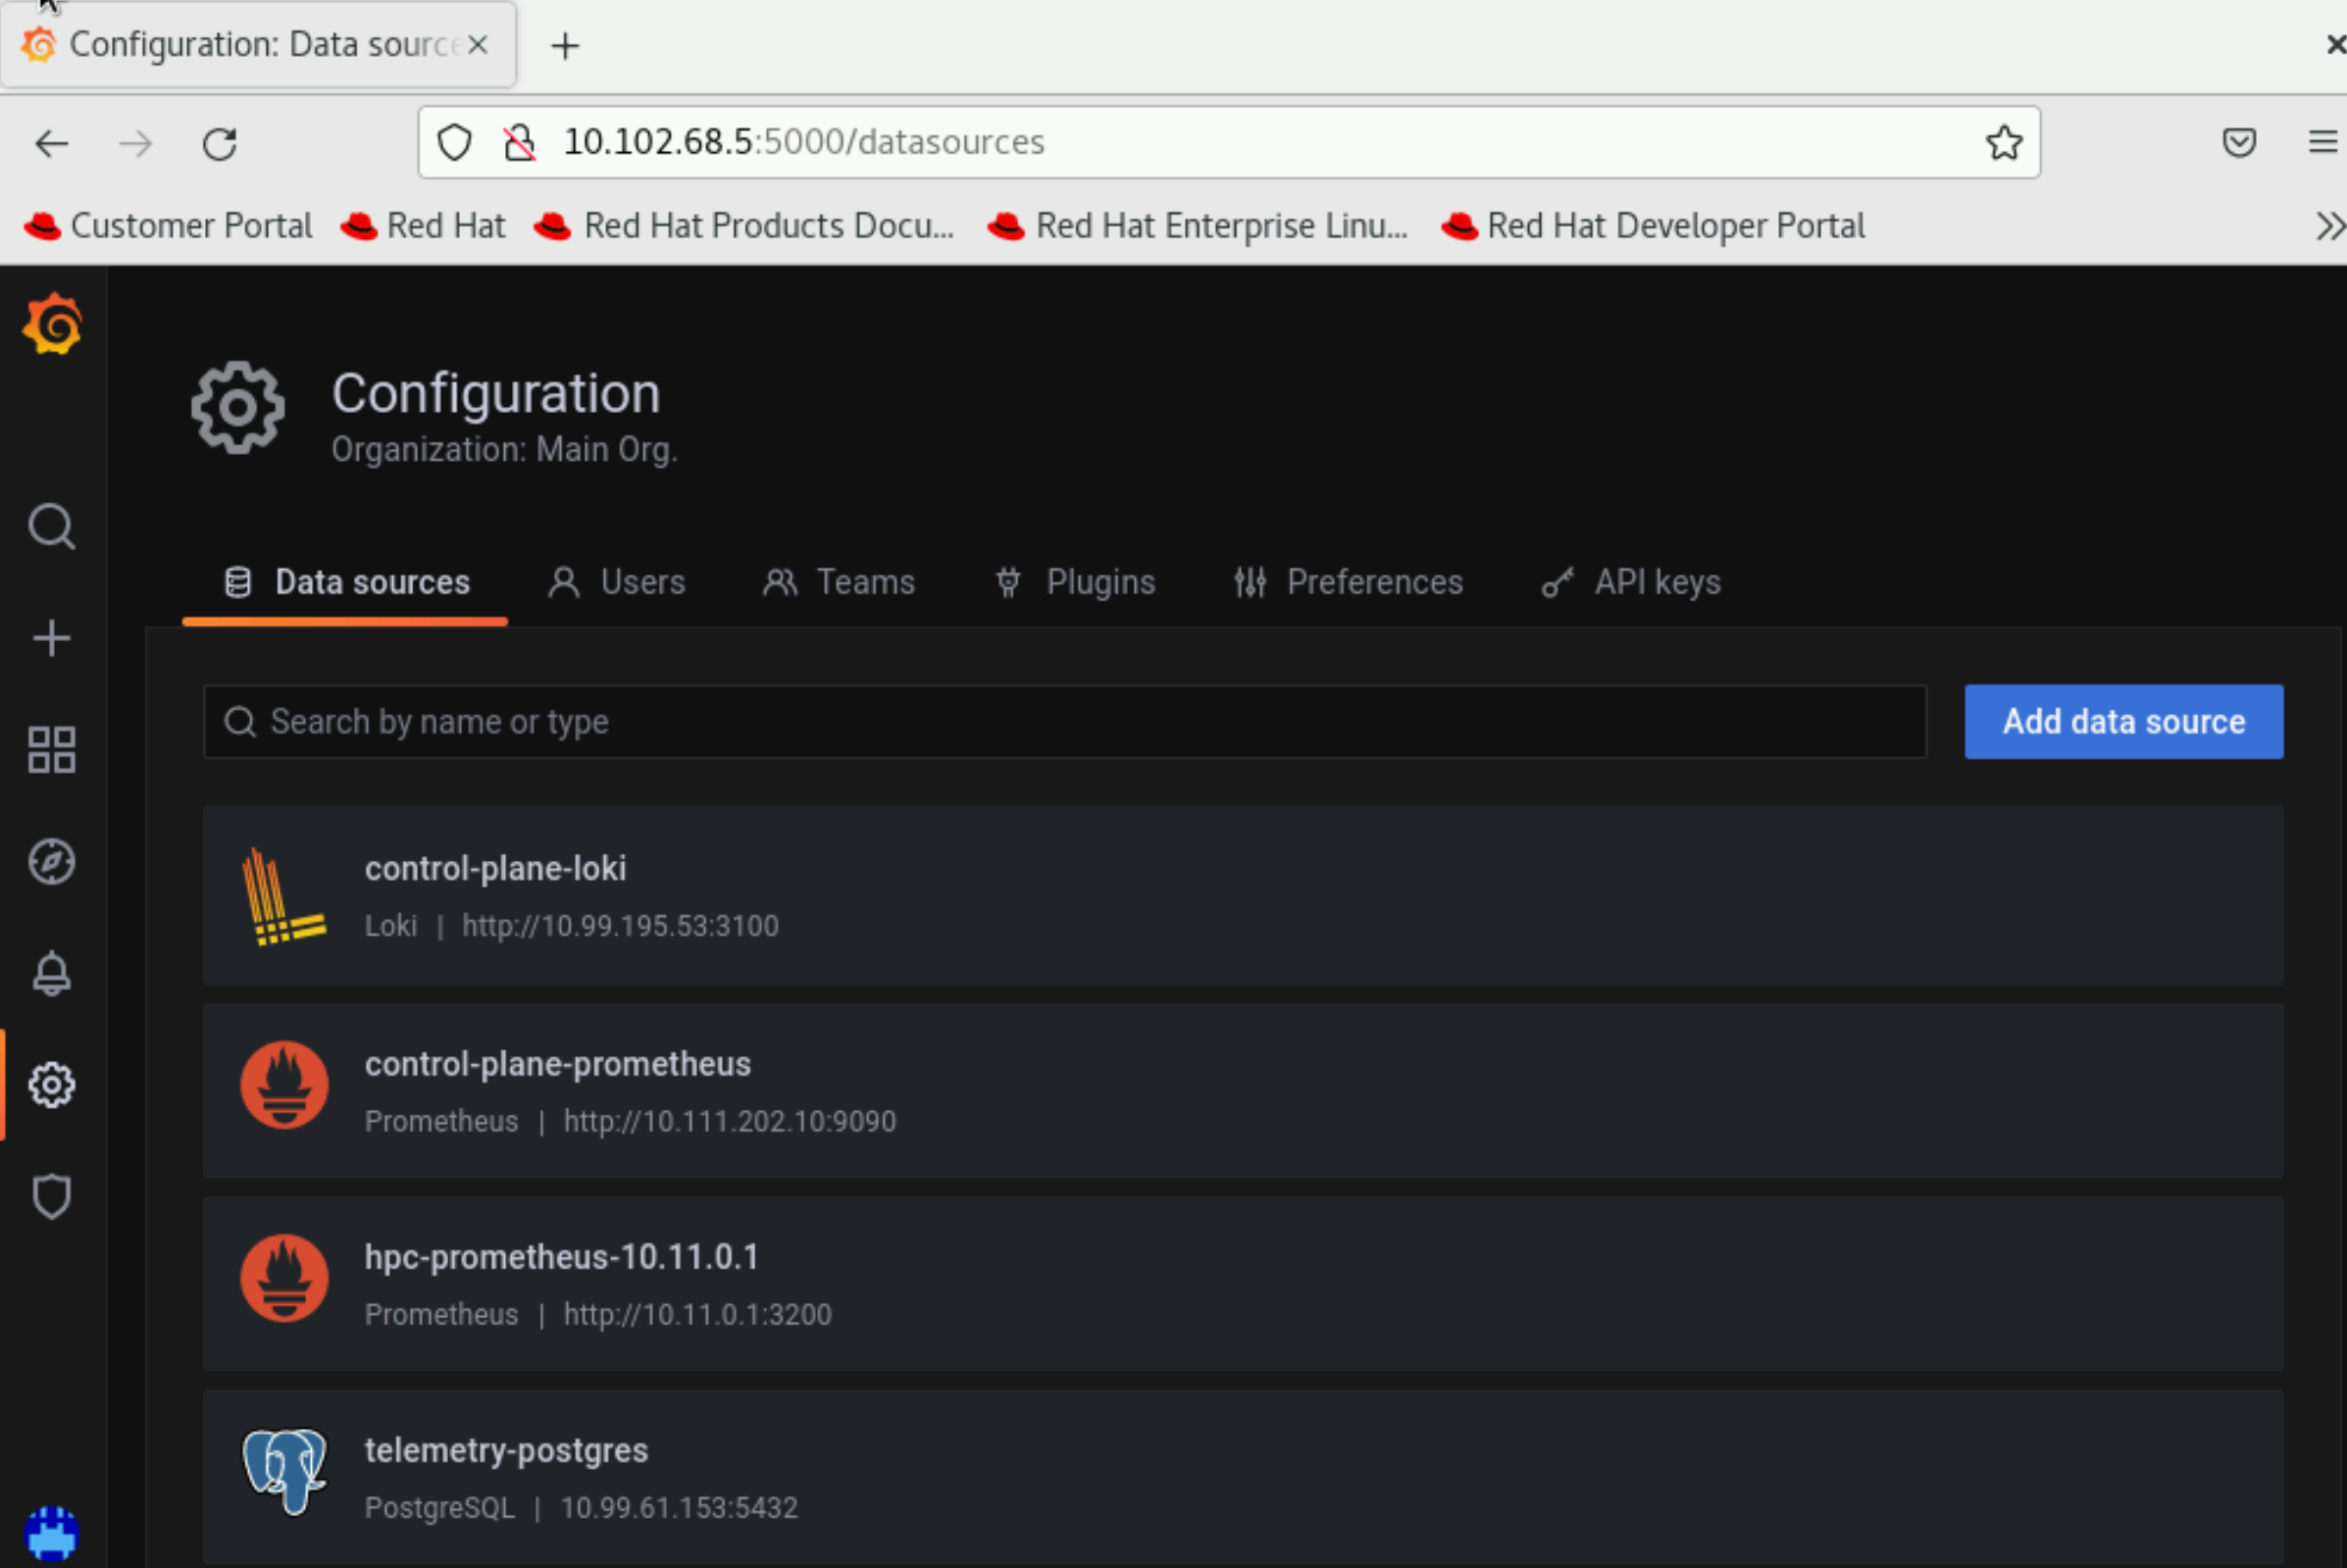 Configuration: Data source
10.102.68.5:5000/datasources
Customer Portal Red Hat Red Hat Products Docu... Red Hat Enterprise Linu... Red Hat Developer Portal
Configuration
Organization: Main Org.
Data sources Users Teams Plugins Preferences API keys
Search by name or type Add data source
control-plane-loki
Loki | http://10.99.195.53:3100
control-plane-prometheus
Prometheus | http://10.111.202.10:9090
hpc-prometheus-10.11.0.1
Prometheus | http://10.11.0.1:3200
telemetry-postgres
PostgreSQL | 10.99.61.153:5432